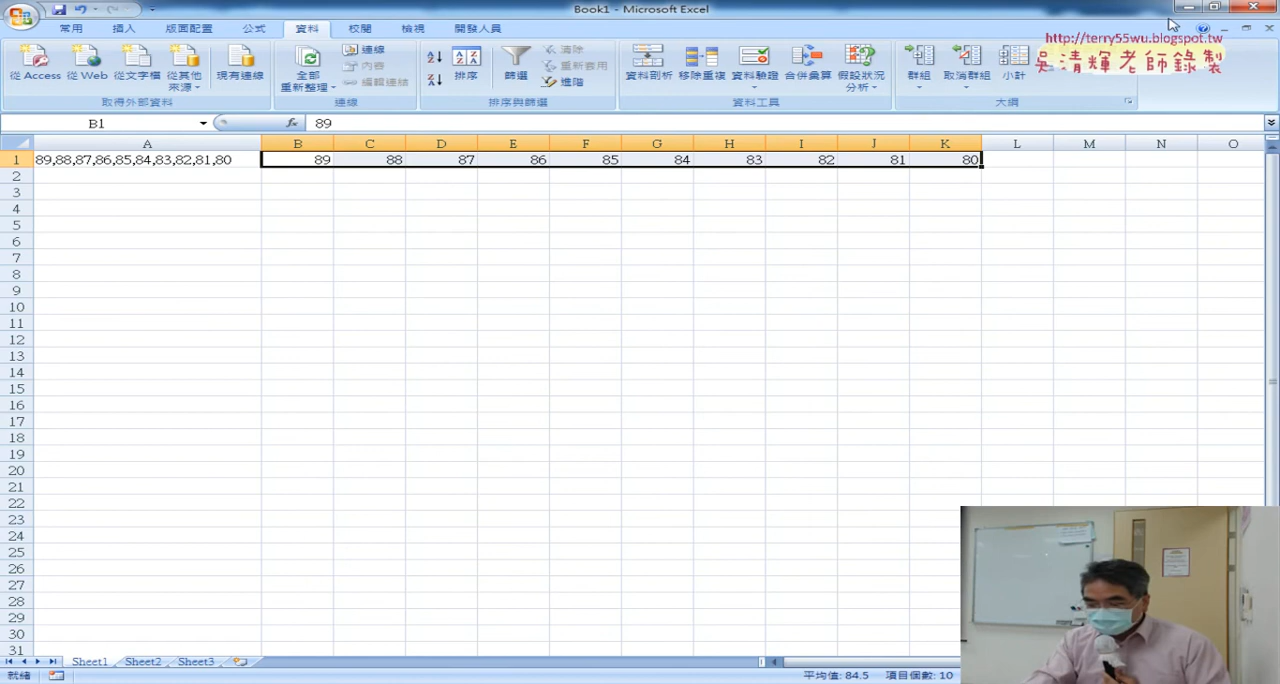 Book1 - Microsoft Excel
常用 插入 版面配置 公式 資料 校閱 檢視 開發人員
http://terry55wu.blogspot.tw
吳清輝老師錄製
從 Access 從 Web 從文字檔 從其他來源 現有連線 全部重新整理 連線 內容 編輯連結 排序 篩選 清除 重新套用 進階 資料剖析 移除重複 資料驗證 合併彙算 假設狀況分析 群組 取消群組 小計
取得外部資料 連線 排序與篩選 資料工具 大綱
B1 fx 89
A B C D E F G H I J K L M N O
1 89,88,87,86,85,84,83,82,81,80 89 88 87 86 85 84 83 82 81 80
2
3
4
5
6
7
8
9
10
11
12
13
14
15
16
17
18
19
20
21
22
23
24
25
26
27
28
29
30
31
Sheet1 Sheet2 Sheet3
就緒 平均值: 84.5 項目個數: 10